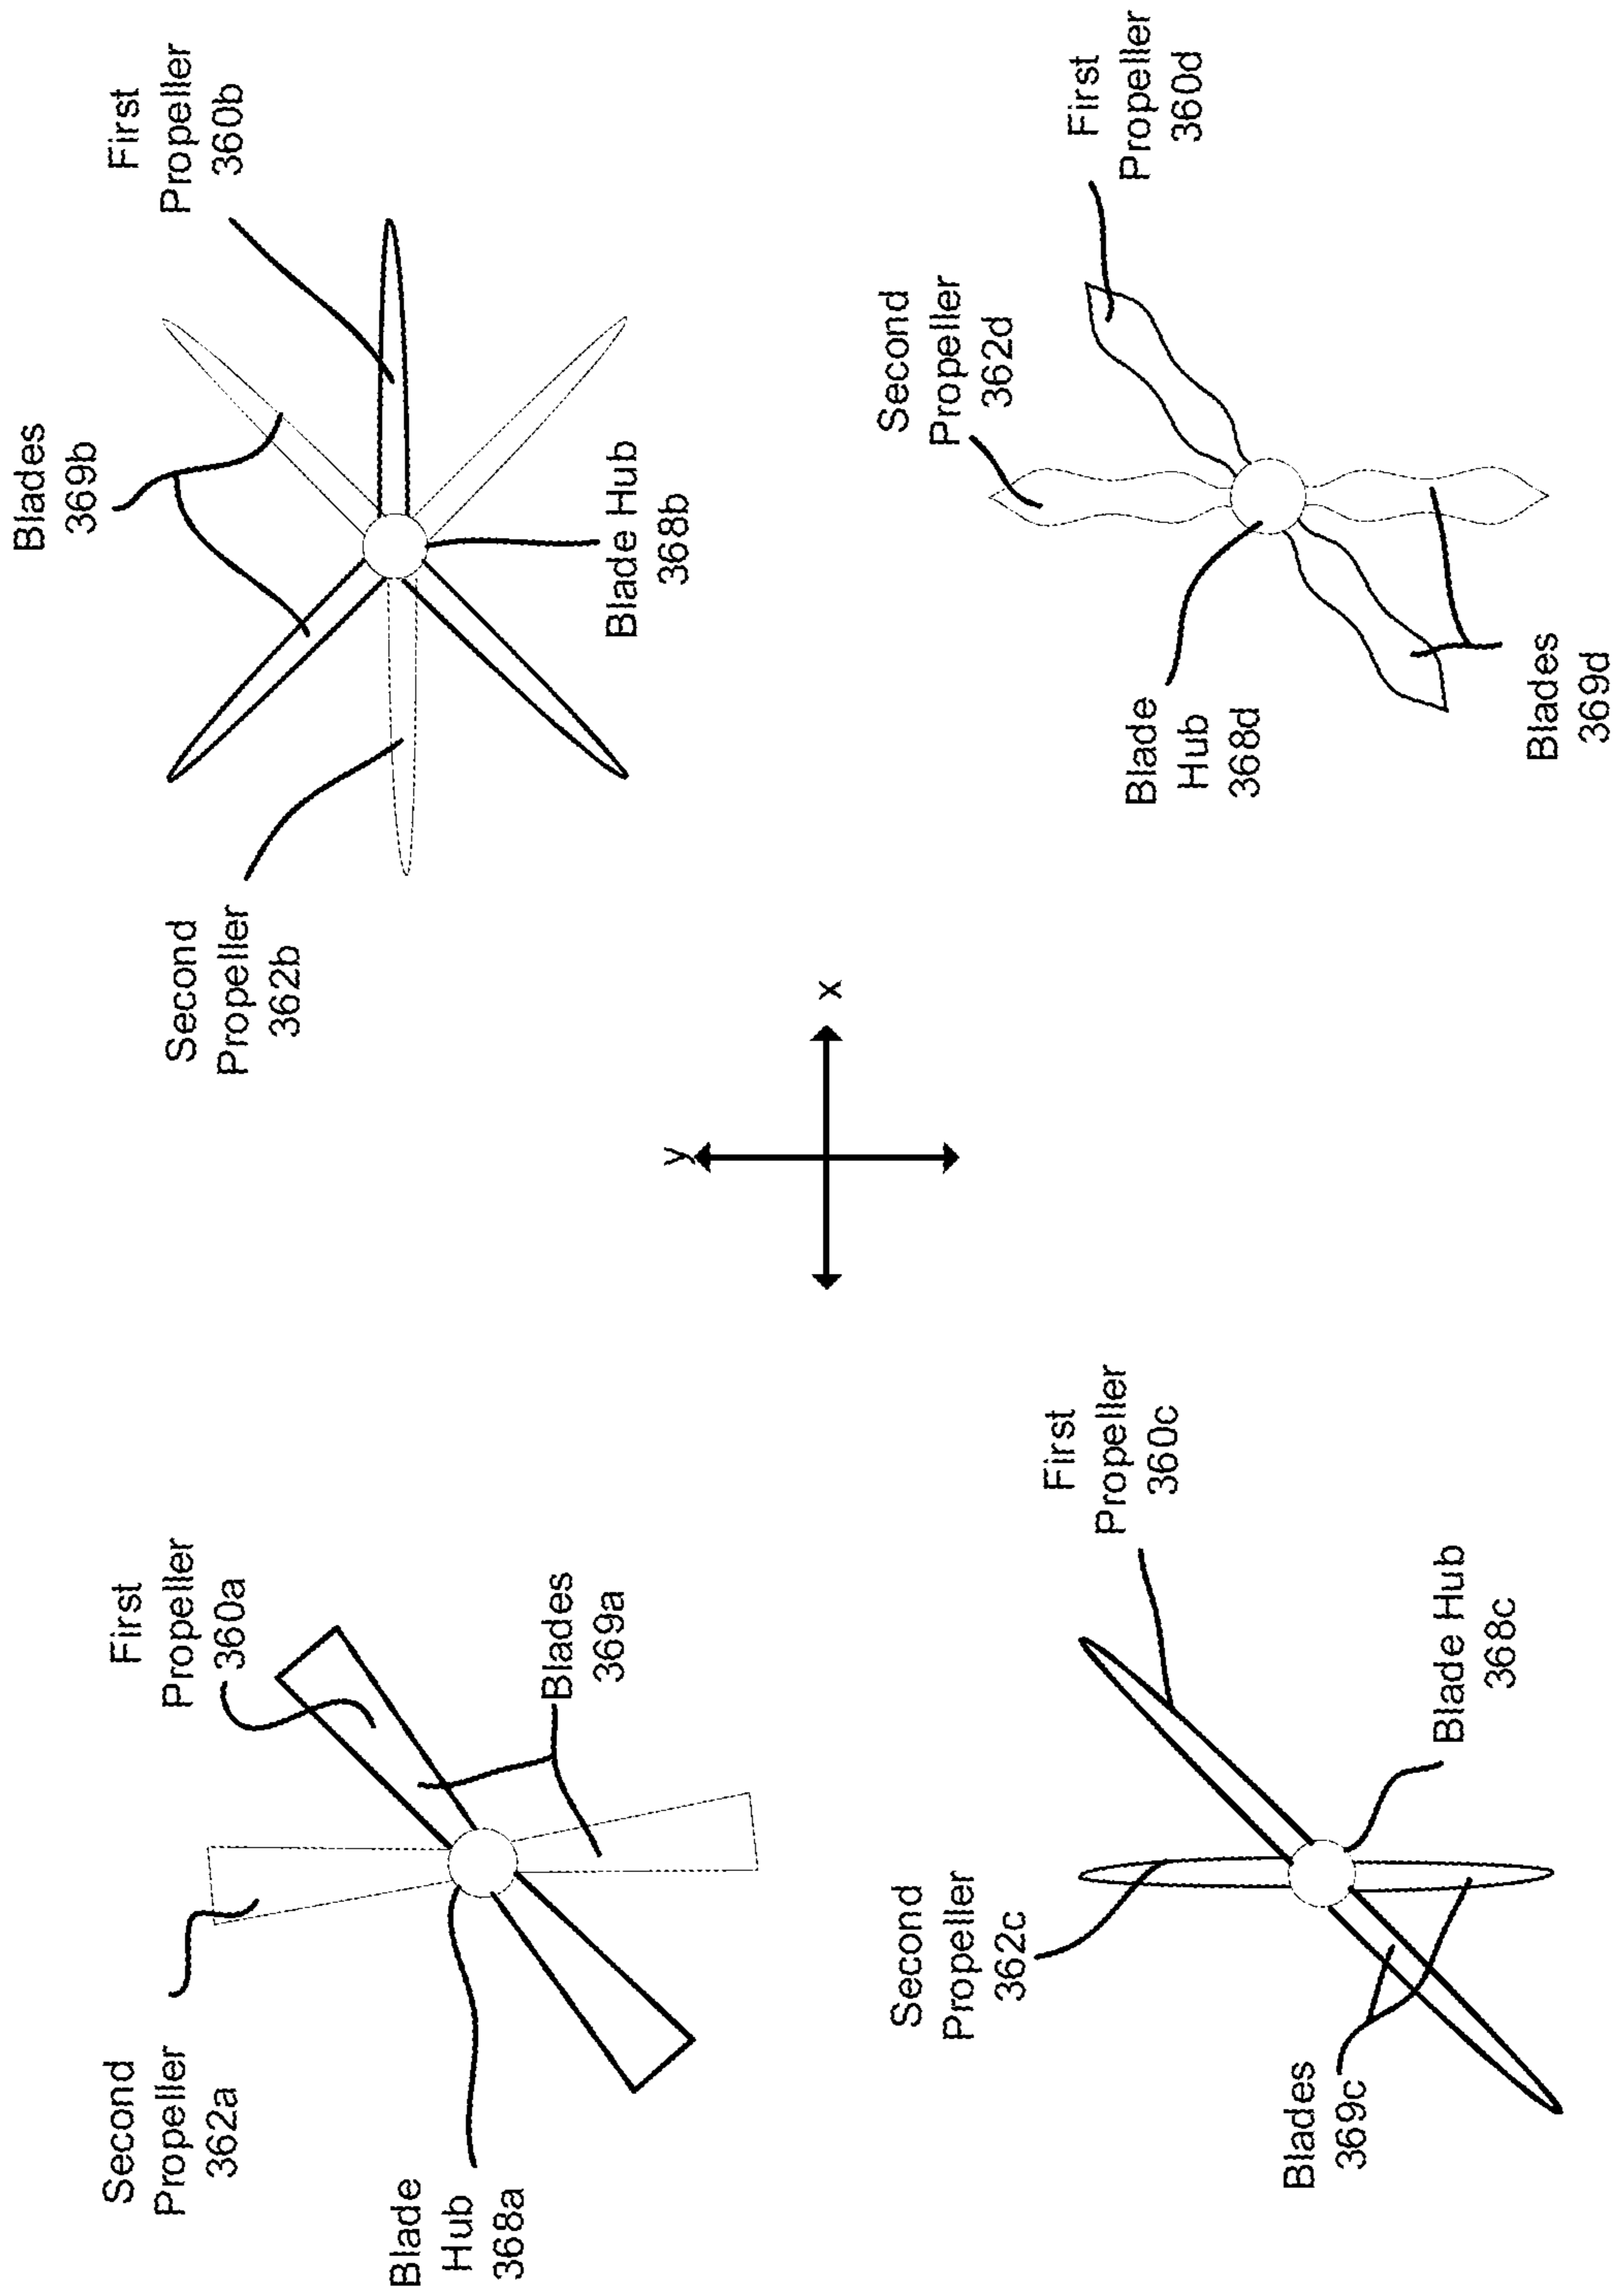 Second
Propeller
362a
First
Propeller
360a
Blade
Hub
368a
Blades
369a
Second
Propeller
362b
Blades
369b
First
Propeller
360b
Blade Hub
368b
y
x
Second
Propeller
362c
First
Propeller
360c
Blades
369c
Blade Hub
368c
Second
Propeller
362d
First
Propeller
360d
Blade
Hub
368d
Blades
369d